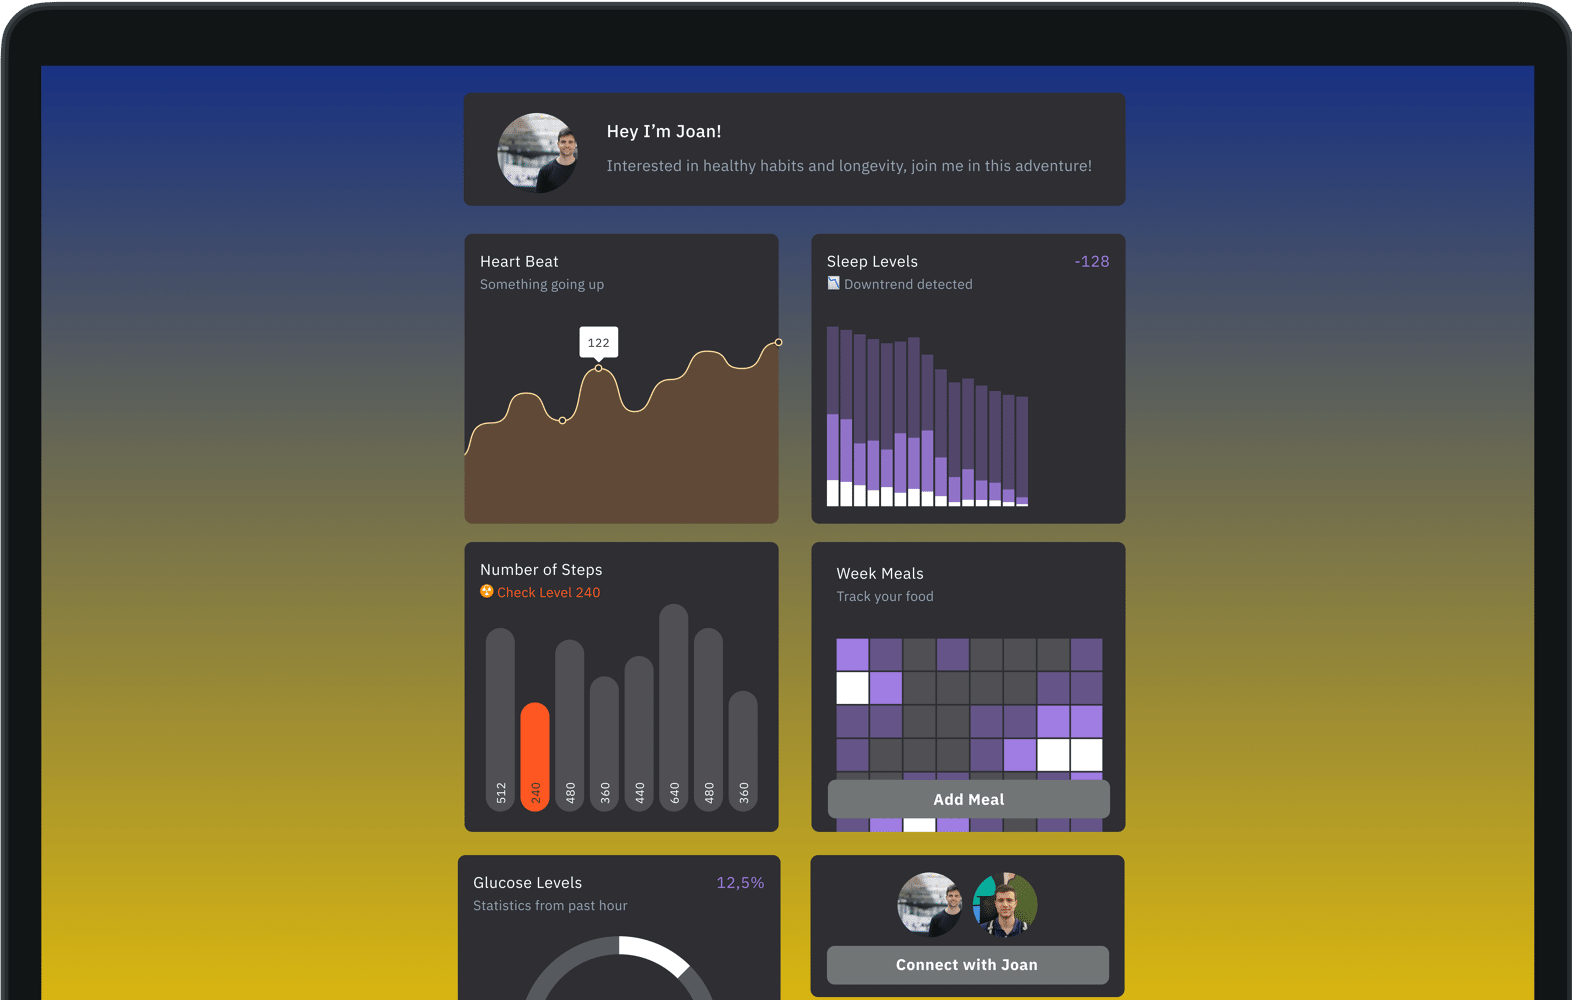 Hey I’m Joan!
Interested in healthy habits and longevity, join me in this adventure!
Heart Beat
Something going up
122
Sleep Levels
-128
Downtrend detected
Number of Steps
Check Level 240
512
240
480
360
440
640
480
360
Week Meals
Track your food
Add Meal
Glucose Levels
12,5%
Statistics from past hour
Connect with Joan